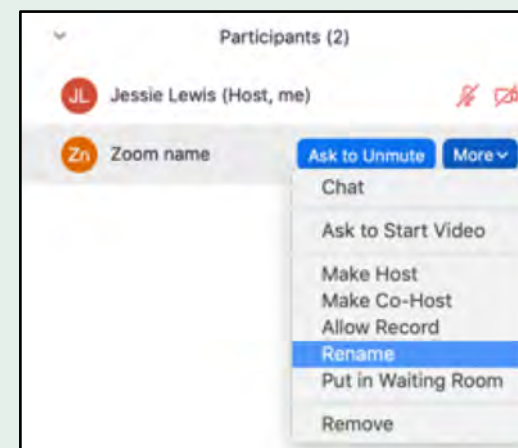 Participants (2)
JL Jessie Lewis (Host, me)
Zn Zoom name Ask to Unmute More
Chat
Ask to Start Video
Make Host
Make Co-Host
Allow Record
Rename
Put in Waiting Room
Remove